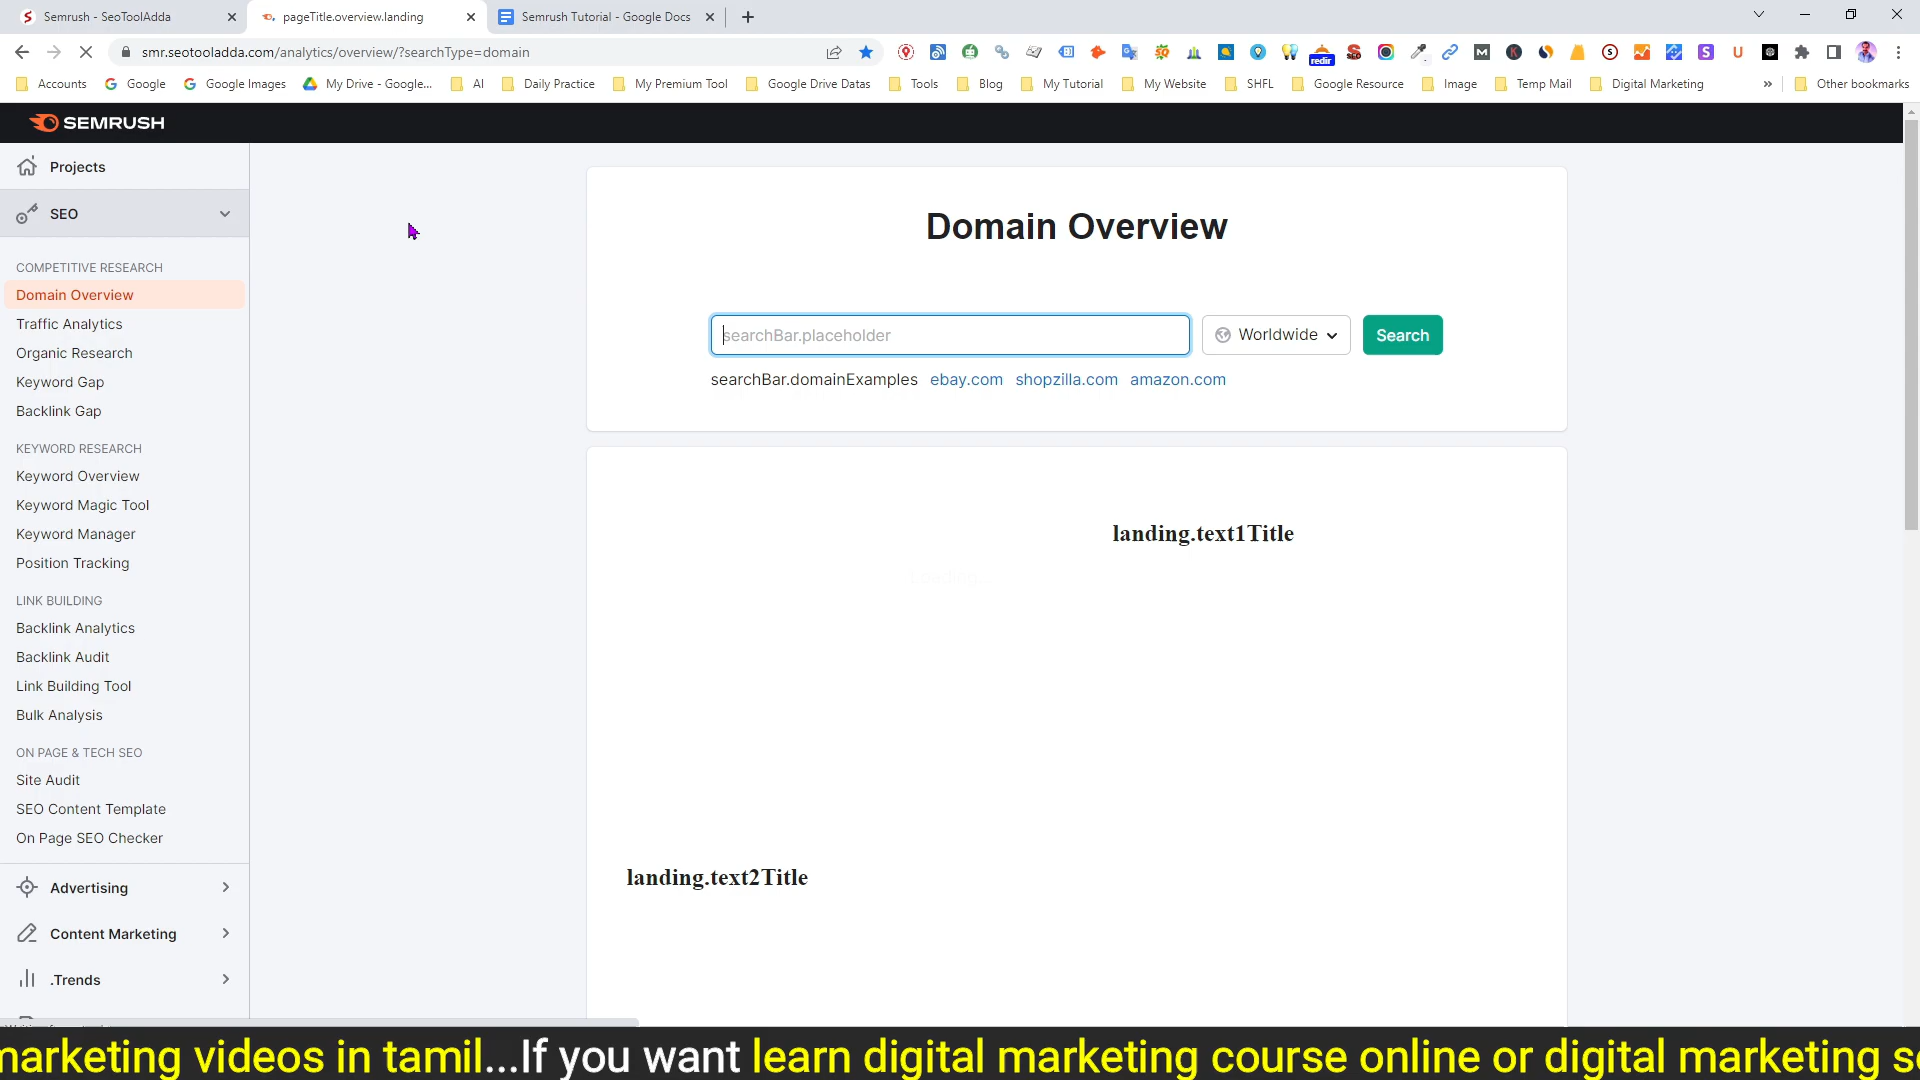 Semrush - SeoToolAdda
pageTitle.overview.landing
Semrush Tutorial - Google Docs
smr.seotooladda.com/analytics/overview/?searchType=domain
redir
Accounts
Google
Google Images
My Drive - Google...
AI
Daily Practice
My Premium Tool
Google Drive Datas
Tools
Blog
My Tutorial
My Website
SHFL
Google Resource
Image
Temp Mail
Digital Marketing
»
Other bookmarks
SEMRUSH
Projects
SEO
COMPETITIVE RESEARCH
Domain Overview
Traffic Analytics
Organic Research
Keyword Gap
Backlink Gap
KEYWORD RESEARCH
Keyword Overview
Keyword Magic Tool
Keyword Manager
Position Tracking
LINK BUILDING
Backlink Analytics
Backlink Audit
Link Building Tool
Bulk Analysis
ON PAGE & TECH SEO
Site Audit
SEO Content Template
On Page SEO Checker
Advertising
Content Marketing
.Trends
Domain Overview
searchBar.placeholder
Worldwide
Search
searchBar.domainExamples ebay.com shopzilla.com amazon.com
landing.text1Title
landing.text2Title
marketing videos in tamil...If you want learn digital marketing course online or digital marketing